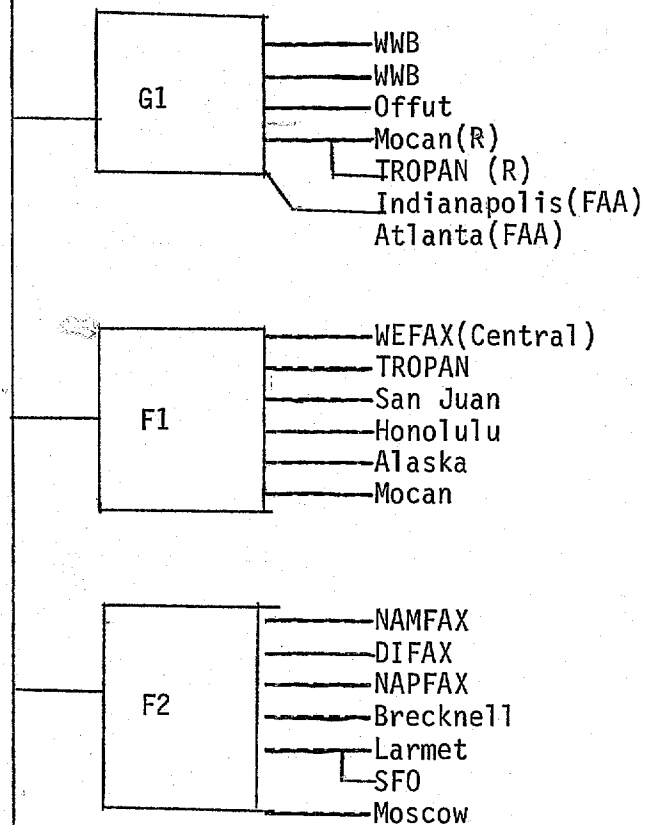 WWB
WWB
G1
Offut
Mocan(R)
TROPAN (R)
Indianapolis(FAA)
Atlanta(FAA)
WEFAX(Central)
TROPAN
San Juan
F1
Honolulu
Alaska
Mocan
NAMFAX
DIFAX
NAPFAX
F2
Brecknell
Larmet
SFO
Moscow